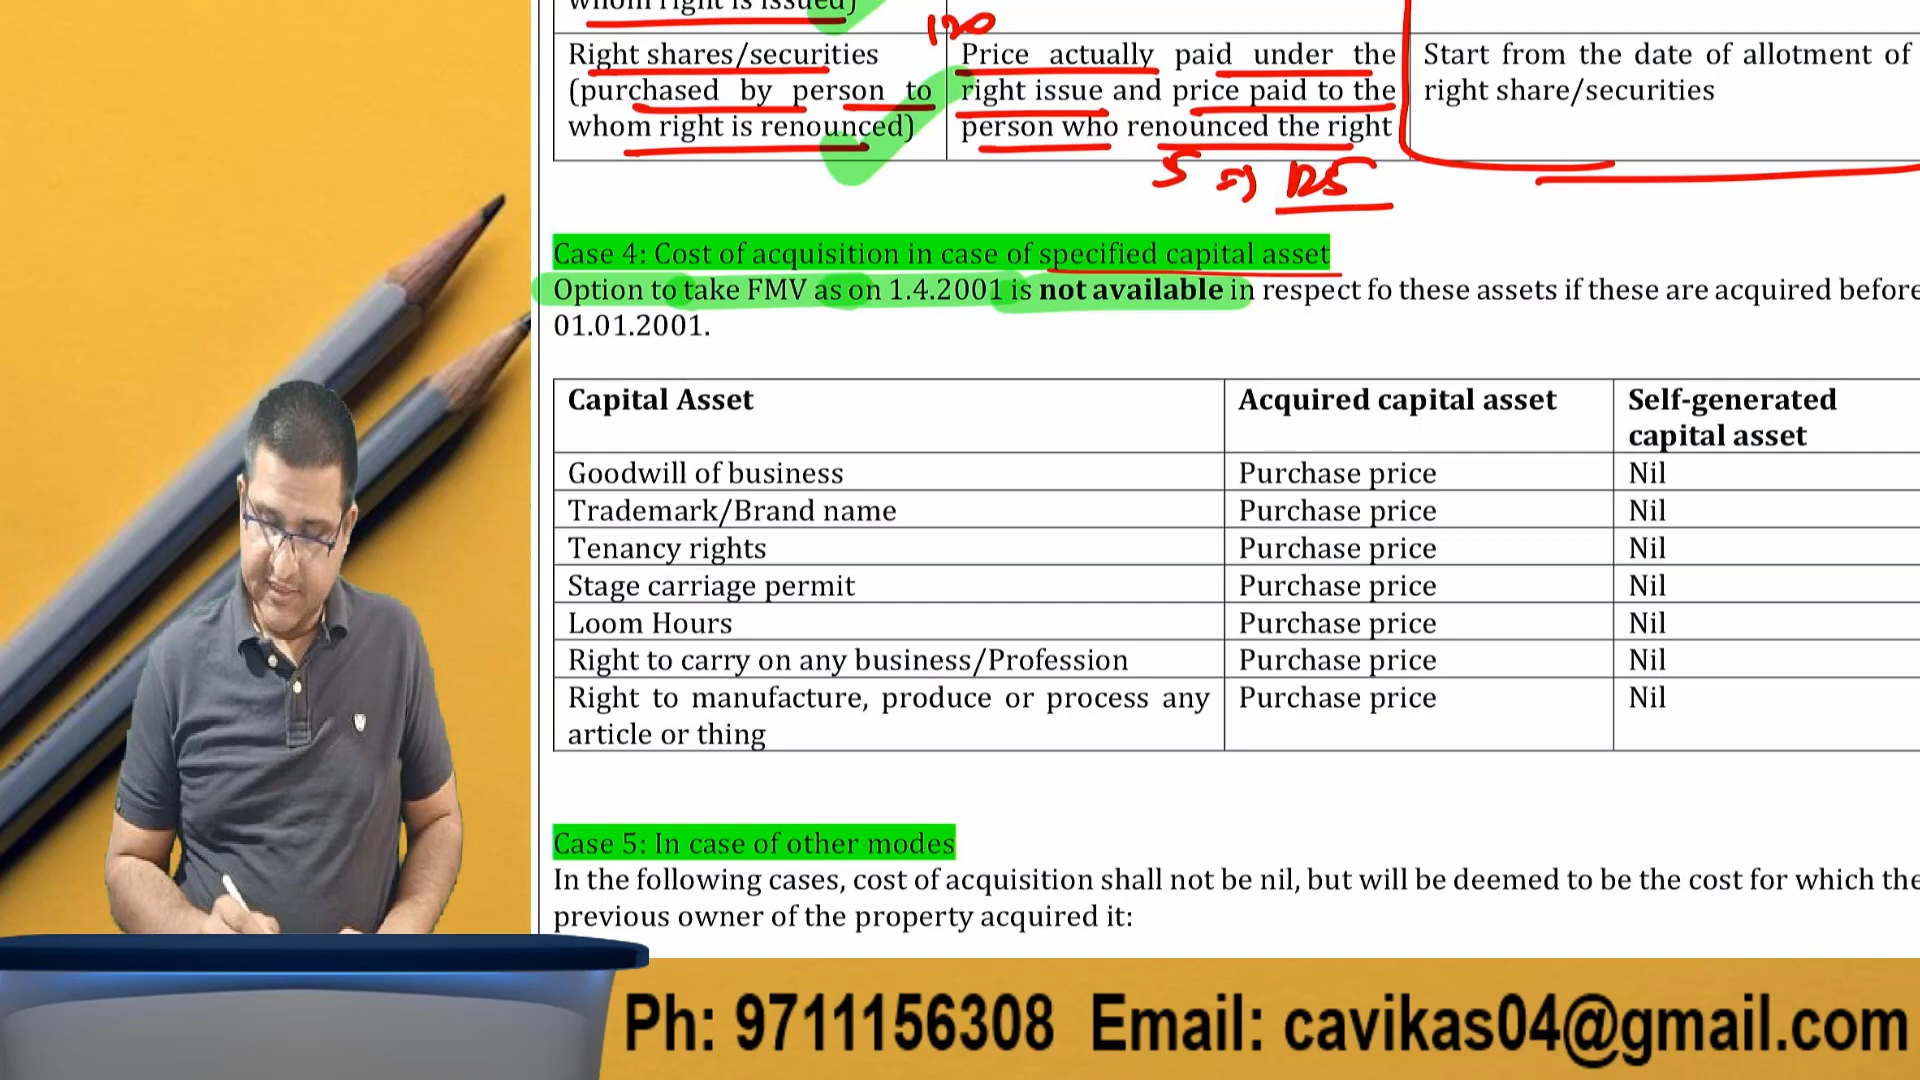 whom right is issued)
120
Right shares/securities
(purchased by person to
whom right is renounced)
Price actually paid under the
right issue and price paid to the
person who renounced the right
Start from the date of allotment of
right share/securities
5 => 125
Case 4: Cost of acquisition in case of specified capital asset
Option to take FMV as on 1.4.2001 is not available in respect fo these assets if these are acquired before
01.01.2001.
Capital Asset
Acquired capital asset
Self-generated
capital asset
Goodwill of business
Purchase price
Nil
Trademark/Brand name
Purchase price
Nil
Tenancy rights
Purchase price
Nil
Stage carriage permit
Purchase price
Nil
Loom Hours
Purchase price
Nil
Right to carry on any business/Profession
Purchase price
Nil
Right to manufacture, produce or process any
article or thing
Purchase price
Nil
Case 5: In case of other modes
In the following cases, cost of acquisition shall not be nil, but will be deemed to be the cost for which the
previous owner of the property acquired it:
Ph: 9711156308 Email: cavikas04@gmail.com